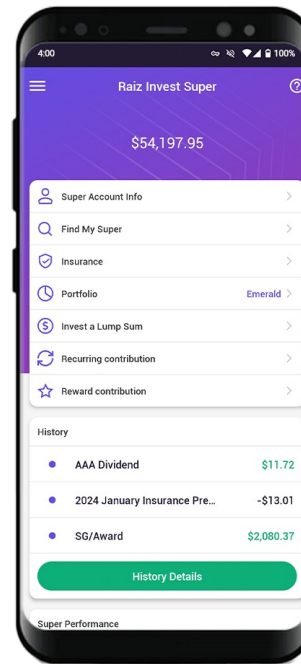 4:00
100%
Raiz Invest Super
$54,197.95
Super Account Info
Find My Super
Insurance
Portfolio Emerald
Invest a Lump Sum
Recurring contribution
Reward contribution
History
AAA Dividend $11.72
2024 January Insurance Pre... -$13.01
SG/Award $2,080.37
History Details
Super Performance